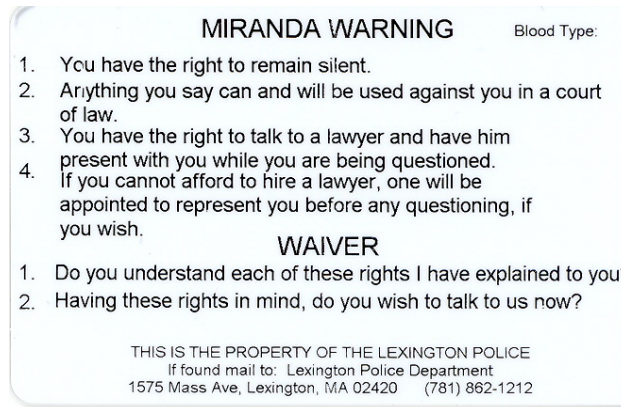 MIRANDA WARNING Blood Type:
1. You have the right to remain silent.
2. Anything you say can and will be used against you in a court
of law.
3. You have the right to talk to a lawyer and have him
present with you while you are being questioned.
4. If you cannot afford to hire a lawyer, one will be
appointed to represent you before any questioning, if
you wish.
WAIVER
1. Do you understand each of these rights I have explained to you
2. Having these rights in mind, do you wish to talk to us now?
THIS IS THE PROPERTY OF THE LEXINGTON POLICE
If found mail to: Lexington Police Department
1575 Mass Ave, Lexington, MA 02420 (781) 862-1212